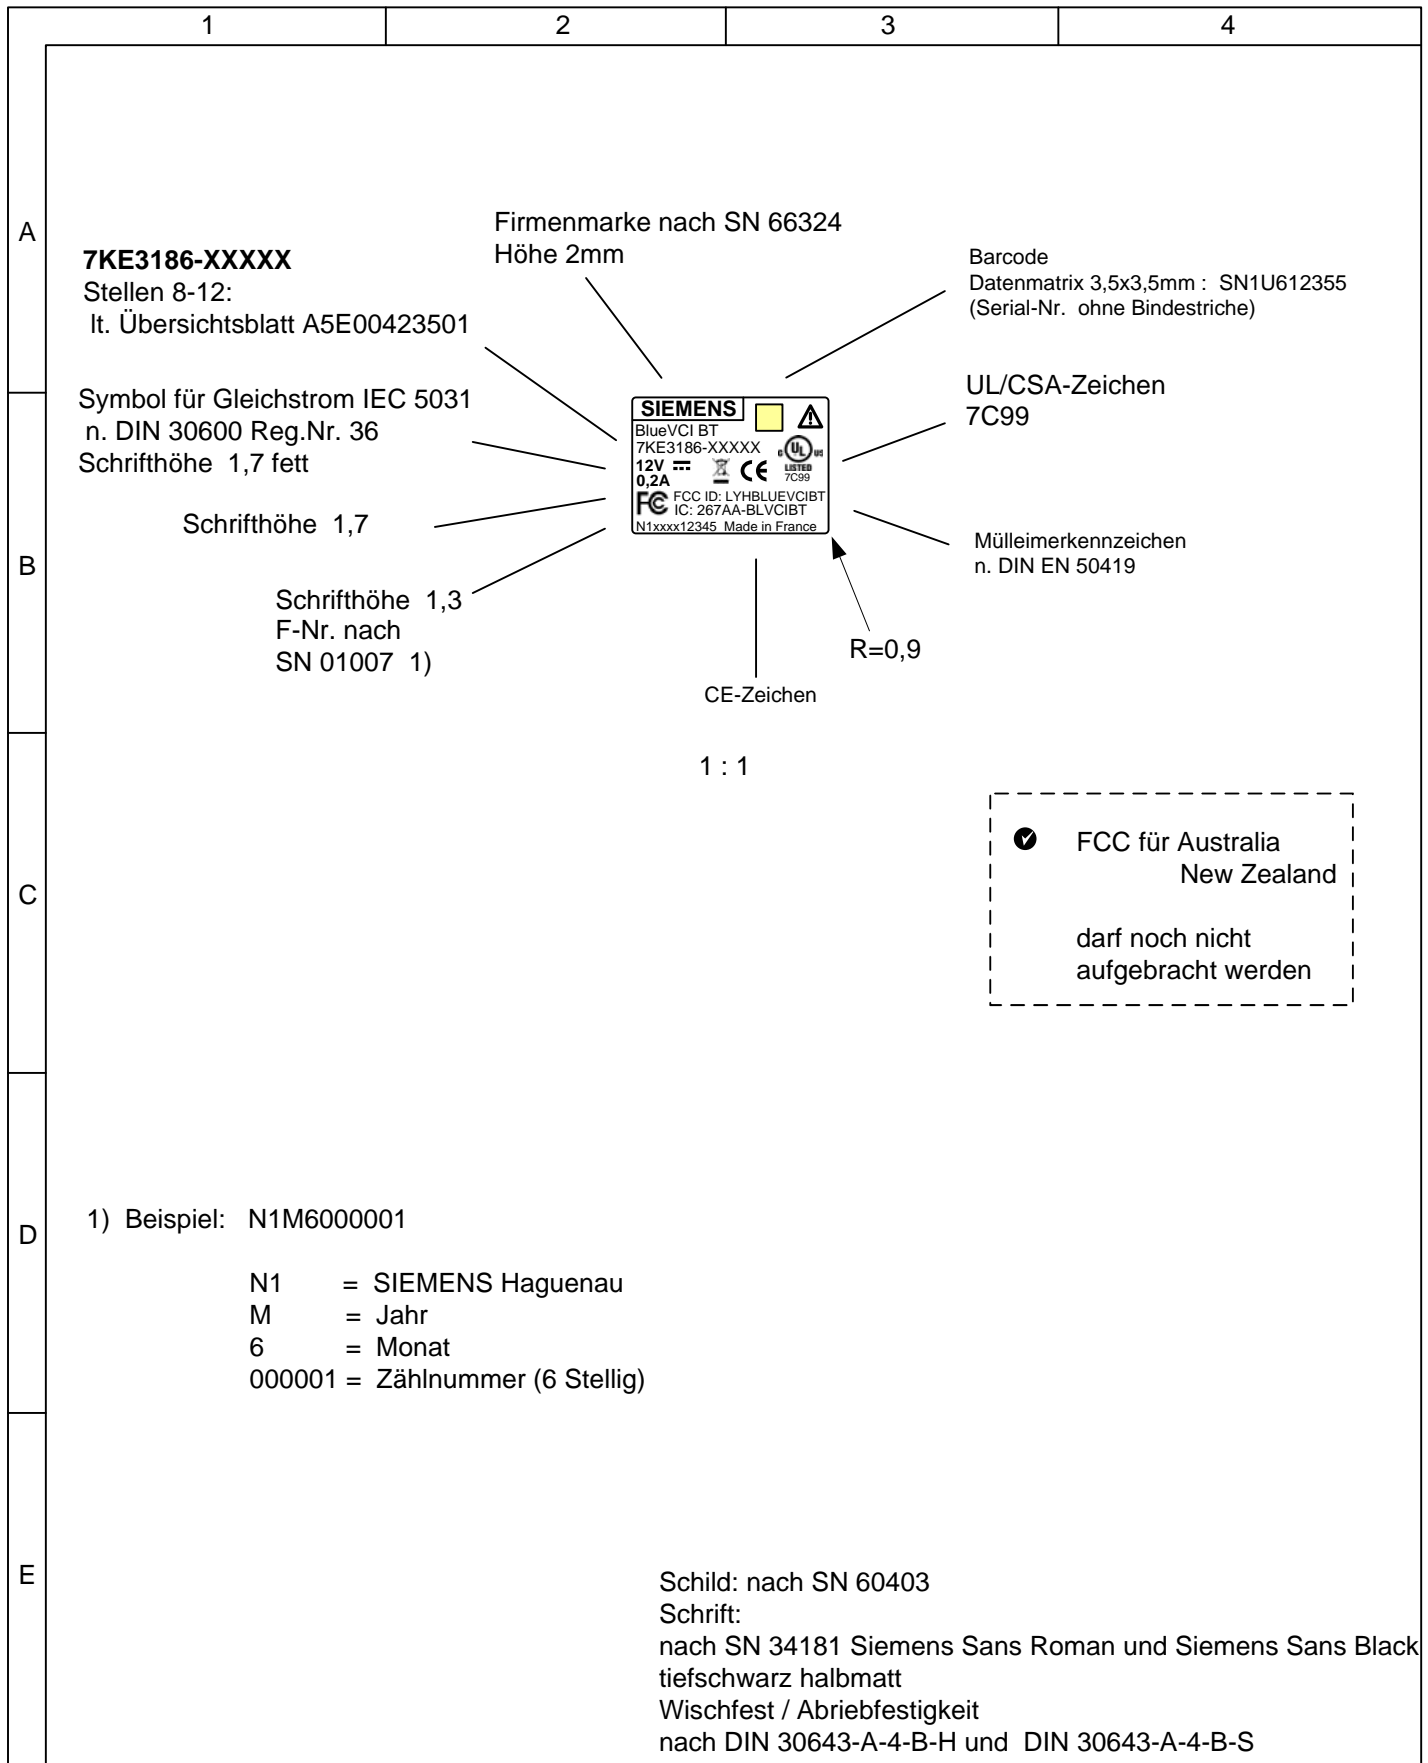 1 2 3 4
A
Firmenmarke nach SN 66324
Höhe 2mm
7KE3186-XXXXX
Stellen 8-12:
lt. Übersichtsblatt A5E00423501
Barcode
Datenmatrix 3,5x3,5mm : SN1U612355
(Serial-Nr. ohne Bindestriche)
Symbol für Gleichstrom IEC 5031
n. DIN 30600 Reg.Nr. 36
Schrifthöhe 1,7 fett
UL/CSA-Zeichen
7C99
SIEMENS
BlueVCI BT
7KE3186-XXXXX
12V
0,2A
CE
C UL US
LISTED
7C99
FC FCC ID: LYHBLUEVCIBT
IC: 267AA-BLVCIBT
N1xxxx12345 Made in France
Schrifthöhe 1,7
B
Mülleimerkennzeichen
n. DIN EN 50419
Schrifthöhe 1,3
F-Nr. nach
SN 01007 1)
R=0,9
CE-Zeichen
1 : 1
C
FCC für Australia
New Zealand
darf noch nicht
aufgebracht werden
D
1) Beispiel: N1M6000001
N1 = SIEMENS Haguenau
M = Jahr
6 = Monat
000001 = Zählnummer (6 Stellig)
E
Schild: nach SN 60403
Schrift:
nach SN 34181 Siemens Sans Roman und Siemens Sans Black
tiefschwarz halbmatt
Wischfest / Abriebfestigkeit
nach DIN 30643-A-4-B-H und DIN 30643-A-4-B-S